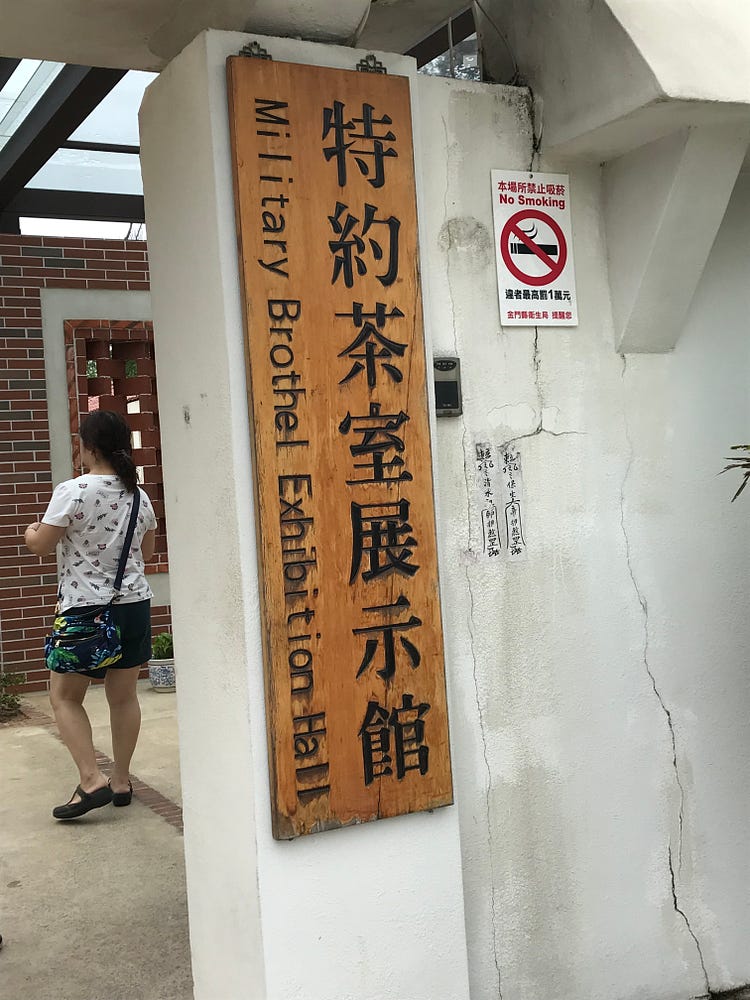 特約茶室展示館
Military Brothel Exhibition Hall
本場所禁止吸菸
No Smoking
違者最高罰1萬元
金門縣衛生局 提醒您